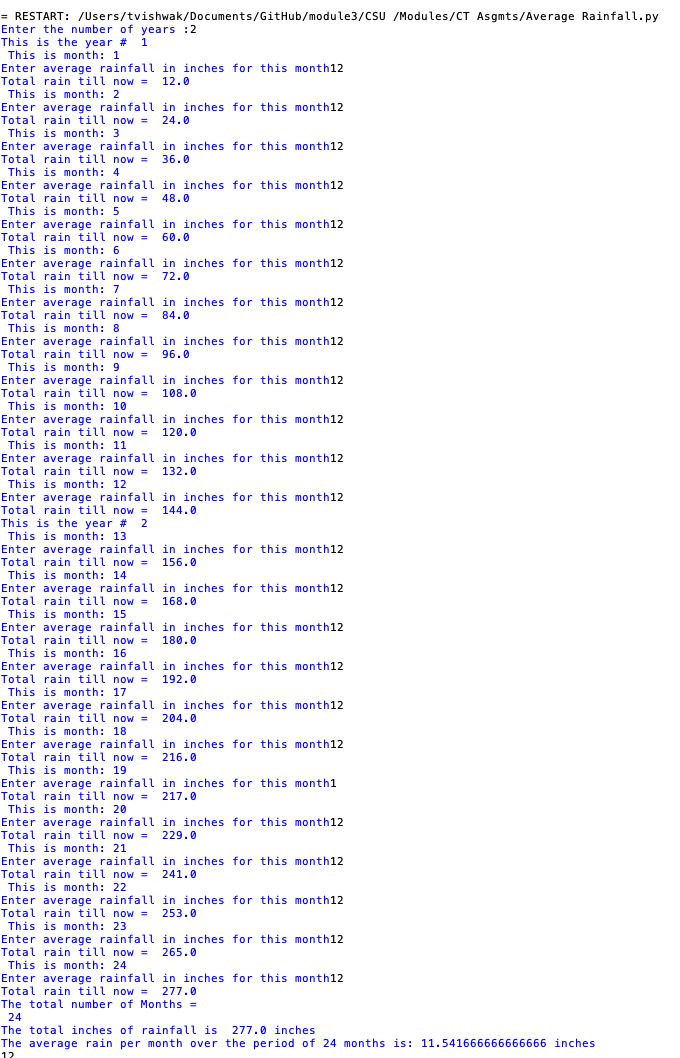 = RESTART: /Users/tvishwak/Documents/GitHub/module3/CSU /Modules/CT Asgmts/Average Rainfall.py
Enter the number of years :2
This is the year #  1
 This is month: 1
Enter average rainfall in inches for this month12
Total rain till now =  12.0
 This is month: 2
Enter average rainfall in inches for this month12
Total rain till now =  24.0
 This is month: 3
Enter average rainfall in inches for this month12
Total rain till now =  36.0
 This is month: 4
Enter average rainfall in inches for this month12
Total rain till now =  48.0
 This is month: 5
Enter average rainfall in inches for this month12
Total rain till now =  60.0
 This is month: 6
Enter average rainfall in inches for this month12
Total rain till now =  72.0
 This is month: 7
Enter average rainfall in inches for this month12
Total rain till now =  84.0
 This is month: 8
Enter average rainfall in inches for this month12
Total rain till now =  96.0
 This is month: 9
Enter average rainfall in inches for this month12
Total rain till now =  108.0
 This is month: 10
Enter average rainfall in inches for this month12
Total rain till now =  120.0
 This is month: 11
Enter average rainfall in inches for this month12
Total rain till now =  132.0
 This is month: 12
Enter average rainfall in inches for this month12
Total rain till now =  144.0
This is the year #  2
 This is month: 13
Enter average rainfall in inches for this month12
Total rain till now =  156.0
 This is month: 14
Enter average rainfall in inches for this month12
Total rain till now =  168.0
 This is month: 15
Enter average rainfall in inches for this month12
Total rain till now =  180.0
 This is month: 16
Enter average rainfall in inches for this month12
Total rain till now =  192.0
 This is month: 17
Enter average rainfall in inches for this month12
Total rain till now =  204.0
 This is month: 18
Enter average rainfall in inches for this month12
Total rain till now =  216.0
 This is month: 19
Enter average rainfall in inches for this month1
Total rain till now =  217.0
 This is month: 20
Enter average rainfall in inches for this month12
Total rain till now =  229.0
 This is month: 21
Enter average rainfall in inches for this month12
Total rain till now =  241.0
 This is month: 22
Enter average rainfall in inches for this month12
Total rain till now =  253.0
 This is month: 23
Enter average rainfall in inches for this month12
Total rain till now =  265.0
 This is month: 24
Enter average rainfall in inches for this month12
Total rain till now =  277.0
The total number of Months =
 24
The total inches of rainfall is  277.0 inches
The average rain per month over the period of 24 months is: 11.541666666666666 inches
12